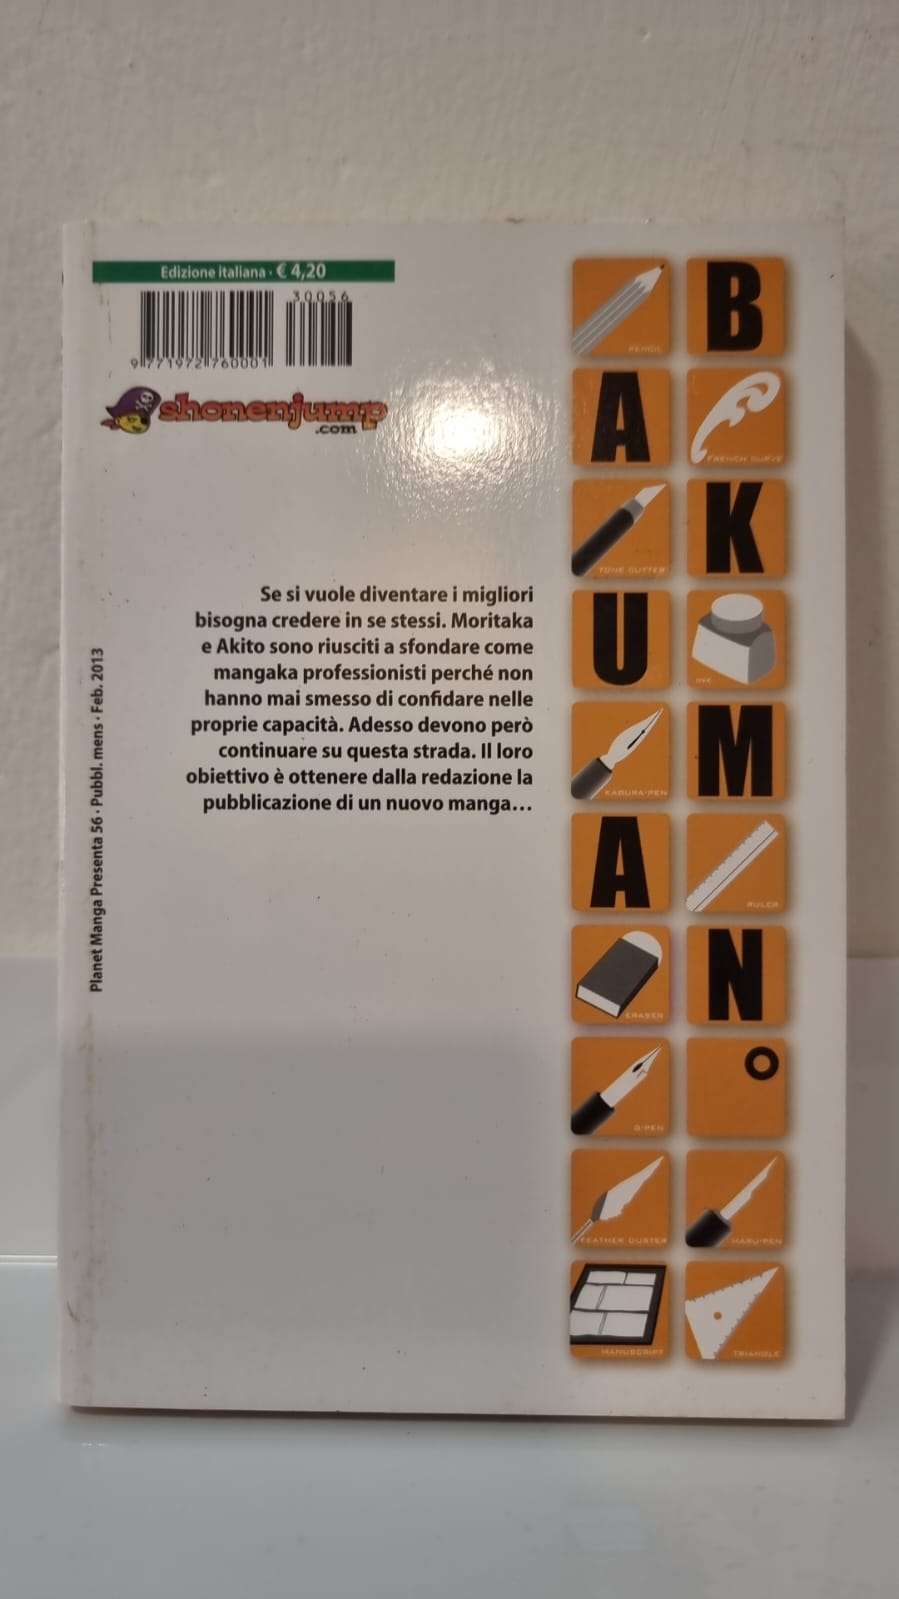 Edizione italiana · € 4,20
30056
9 771972 760001
shonenjump
.com
Se si vuole diventare i migliori
bisogna credere in se stessi. Moritaka
e Akito sono riusciti a sfondare come
mangaka professionisti perché non
hanno mai smesso di confidare nelle
proprie capacità. Adesso devono però
continuare su questa strada. Il loro
obiettivo è ottenere dalla redazione la
pubblicazione di un nuovo manga...
Planet Manga Presenta 56 · Pubbl. mens · Feb. 2013
PENCIL
B
A
FRENCH CURVE
TONE CUTTER
K
U
INK
KABURA-PEN
M
A
RULER
ERASER
N
G-PEN
°
FEATHER DUSTER
MARU-PEN
MANUSCRIPT
TRIANGLE